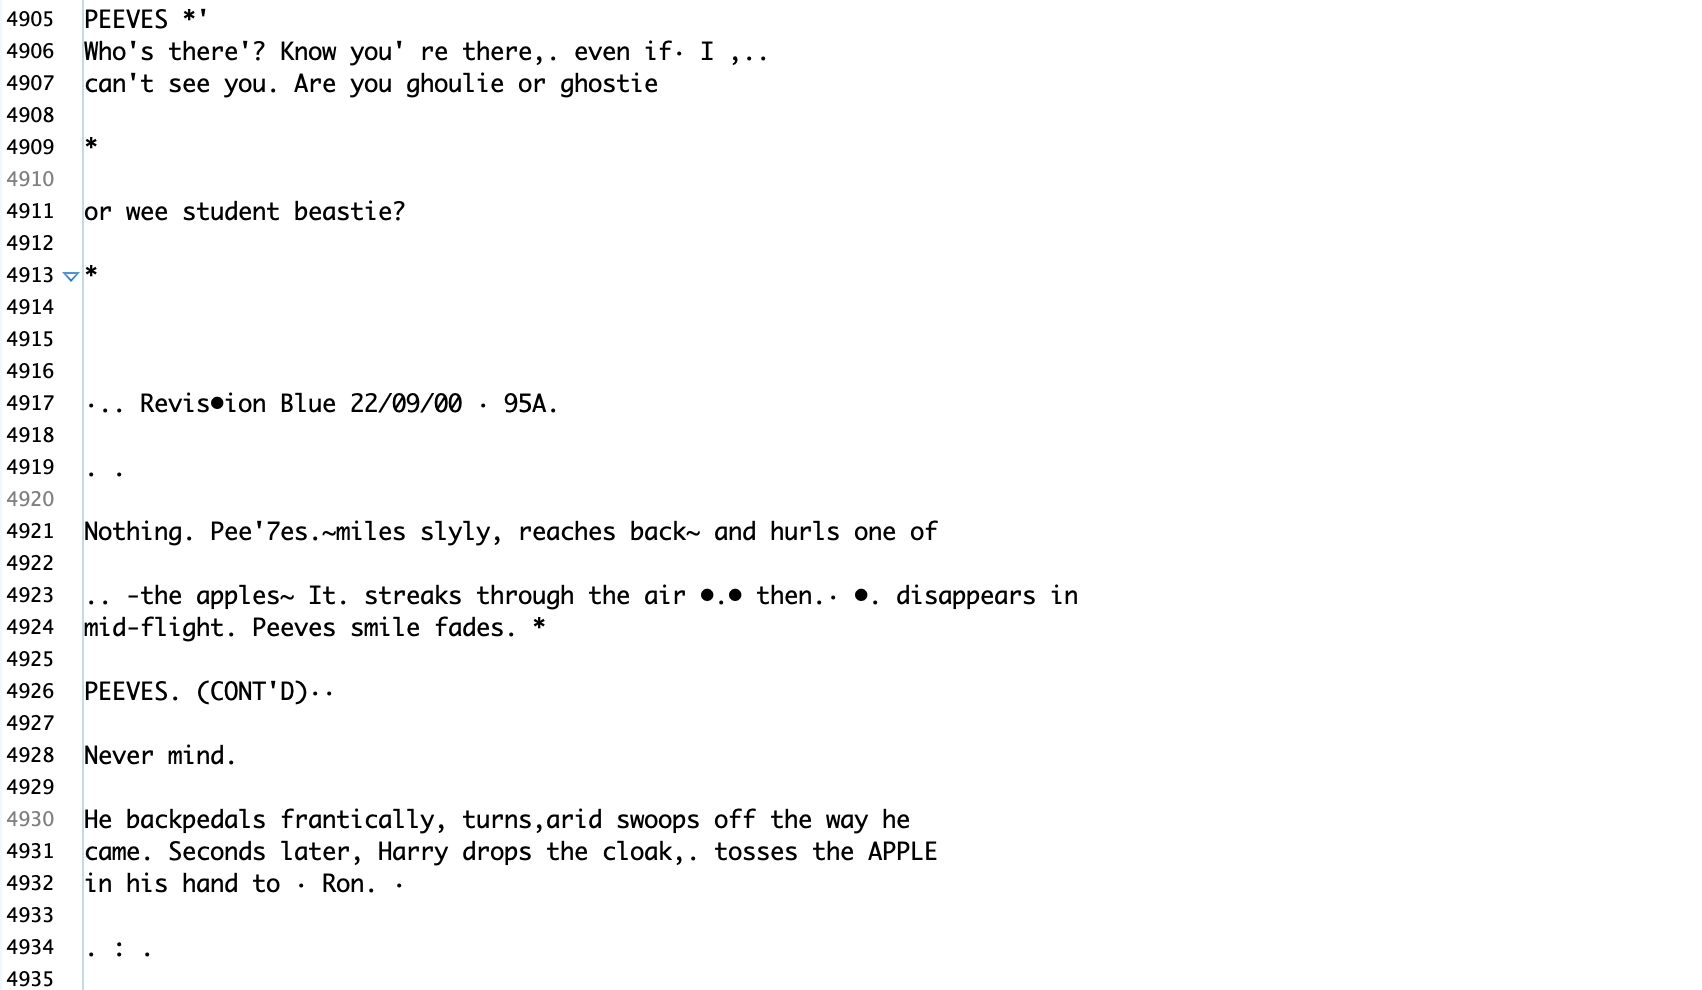 4905 PEEVES *'
4906 Who's there'? Know you' re there,. even if· I ,..
4907 can't see you. Are you ghoulie or ghostie
4908
4909 *
4910
4911 or wee student beastie?
4912
4913 *
4914
4915
4916
4917 ·.. Revis●ion Blue 22/09/00 · 95A.
4918
4919 . .
4920
4921 Nothing. Pee'7es.~miles slyly, reaches back~ and hurls one of
4922
4923 .. -the apples~ It. streaks through the air ●.● then.· ●. disappears in
4924 mid-flight. Peeves smile fades. *
4925
4926 PEEVES. (CONT'D)··
4927
4928 Never mind.
4929
4930 He backpedals frantically, turns,arid swoops off the way he
4931 came. Seconds later, Harry drops the cloak,. tosses the APPLE
4932 in his hand to · Ron. ·
4933
4934 . : .
4935